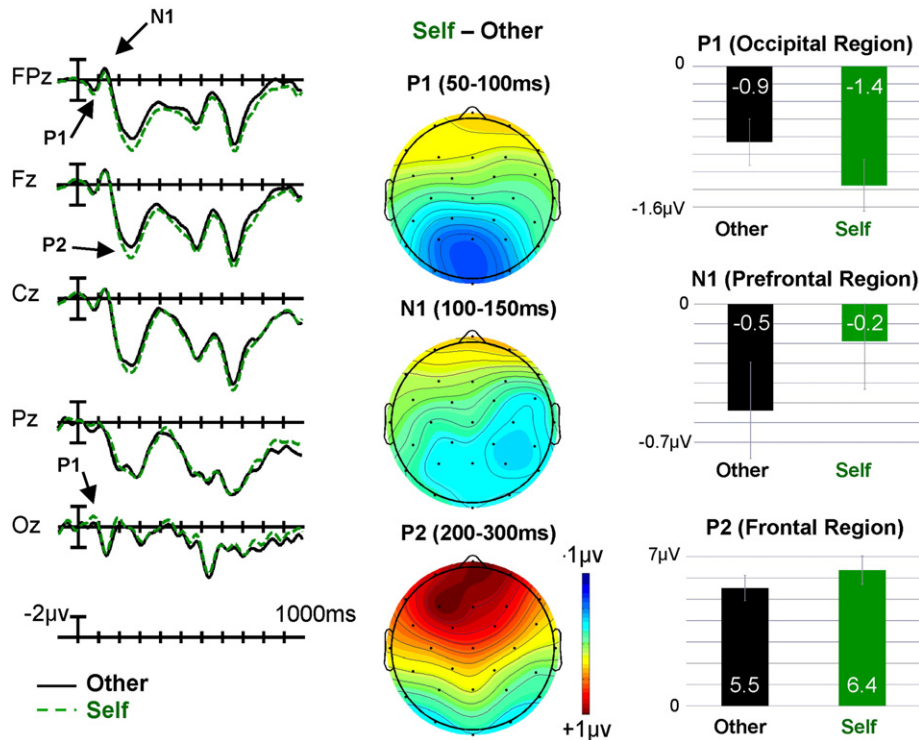 N1
FPz
P1
Fz
P2
Cz
Pz
P1
Oz
-2µv
1000ms
Other
Self
Self – Other
P1 (50-100ms)
N1 (100-150ms)
P2 (200-300ms)
-1µv
+1µv
P1 (Occipital Region)
0
-0.9
-1.4
-1.6µV
Other
Self
N1 (Prefrontal Region)
0
-0.5
-0.2
-0.7µV
Other
Self
P2 (Frontal Region)
7µV
5.5
6.4
0
Other
Self